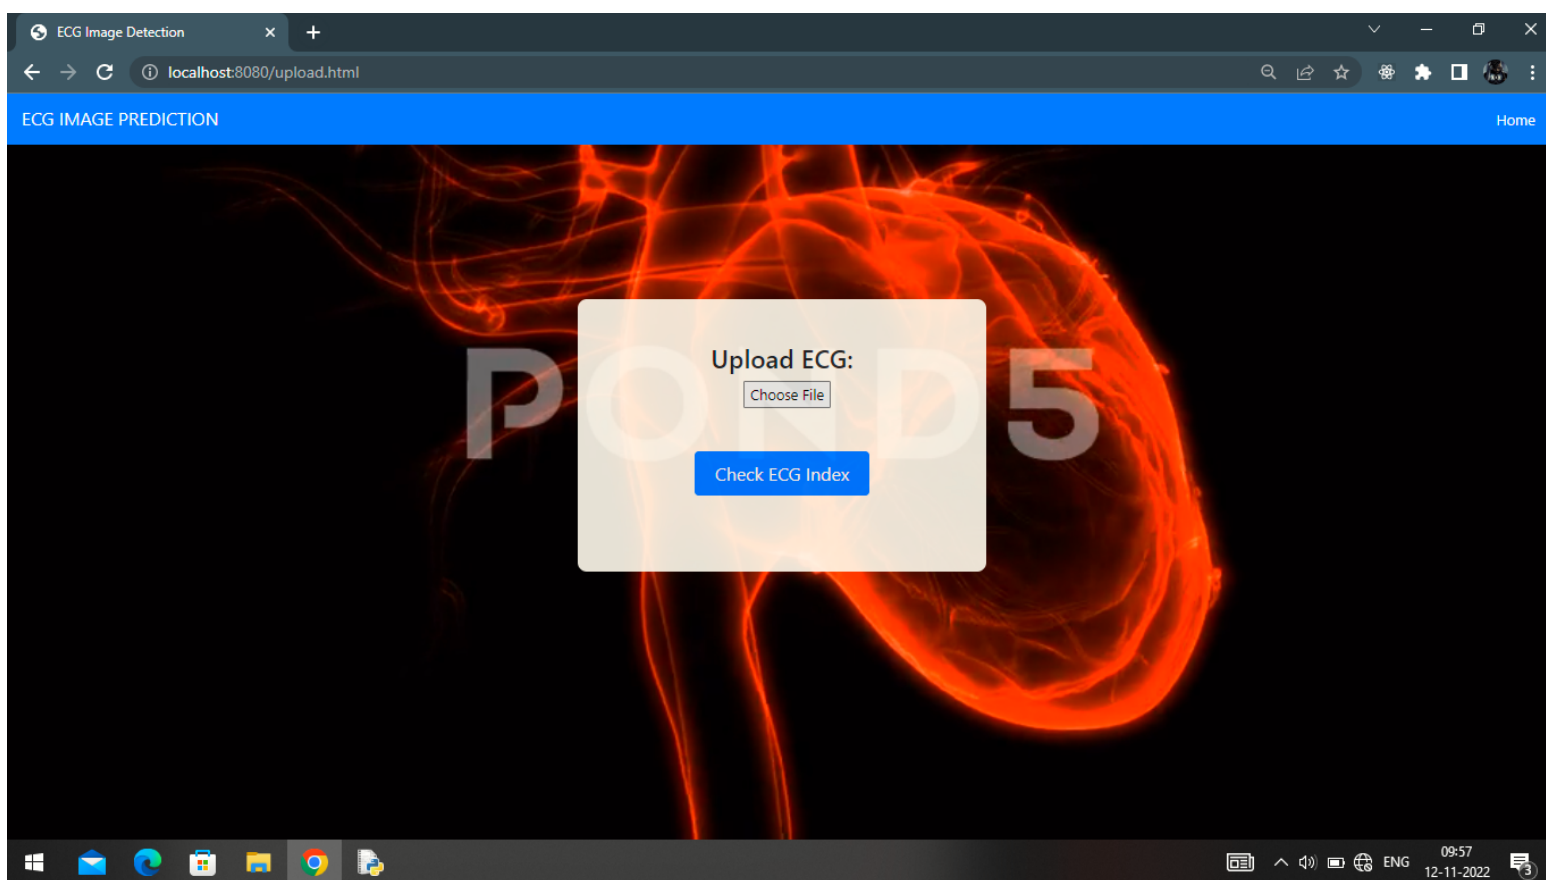 ECG Image Detection
localhost:8080/upload.html
ECG IMAGE PREDICTION
Home
POND5
Upload ECG:
Choose File
Check ECG Index
ENG
09:57
12-11-2022
3